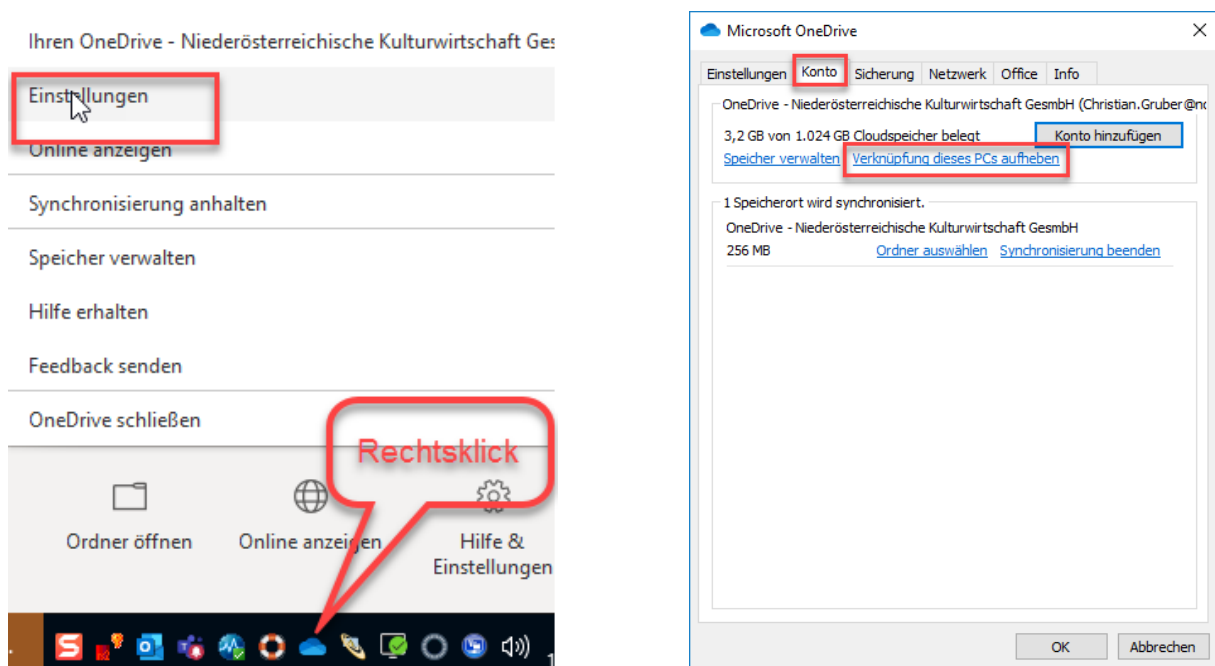 Ihren OneDrive - Niederösterreichische Kulturwirtschaft Ges
Einstellungen
Online anzeigen
Synchronisierung anhalten
Speicher verwalten
Hilfe erhalten
Feedback senden
OneDrive schließen
Rechtsklick
Ordner öffnen
Online anzeigen
Hilfe &
Einstellungen
Microsoft OneDrive
Einstellungen Konto Sicherung Netzwerk Office Info
OneDrive - Niederösterreichische Kulturwirtschaft GesmbH (Christian.Gruber@no
3,2 GB von 1.024 GB Cloudspeicher belegt Konto hinzufügen
Speicher verwalten Verknüpfung dieses PCs aufheben
1 Speicherort wird synchronisiert.
OneDrive - Niederösterreichische Kulturwirtschaft GesmbH
256 MB Ordner auswählen Synchronisierung beenden
OK Abbrechen